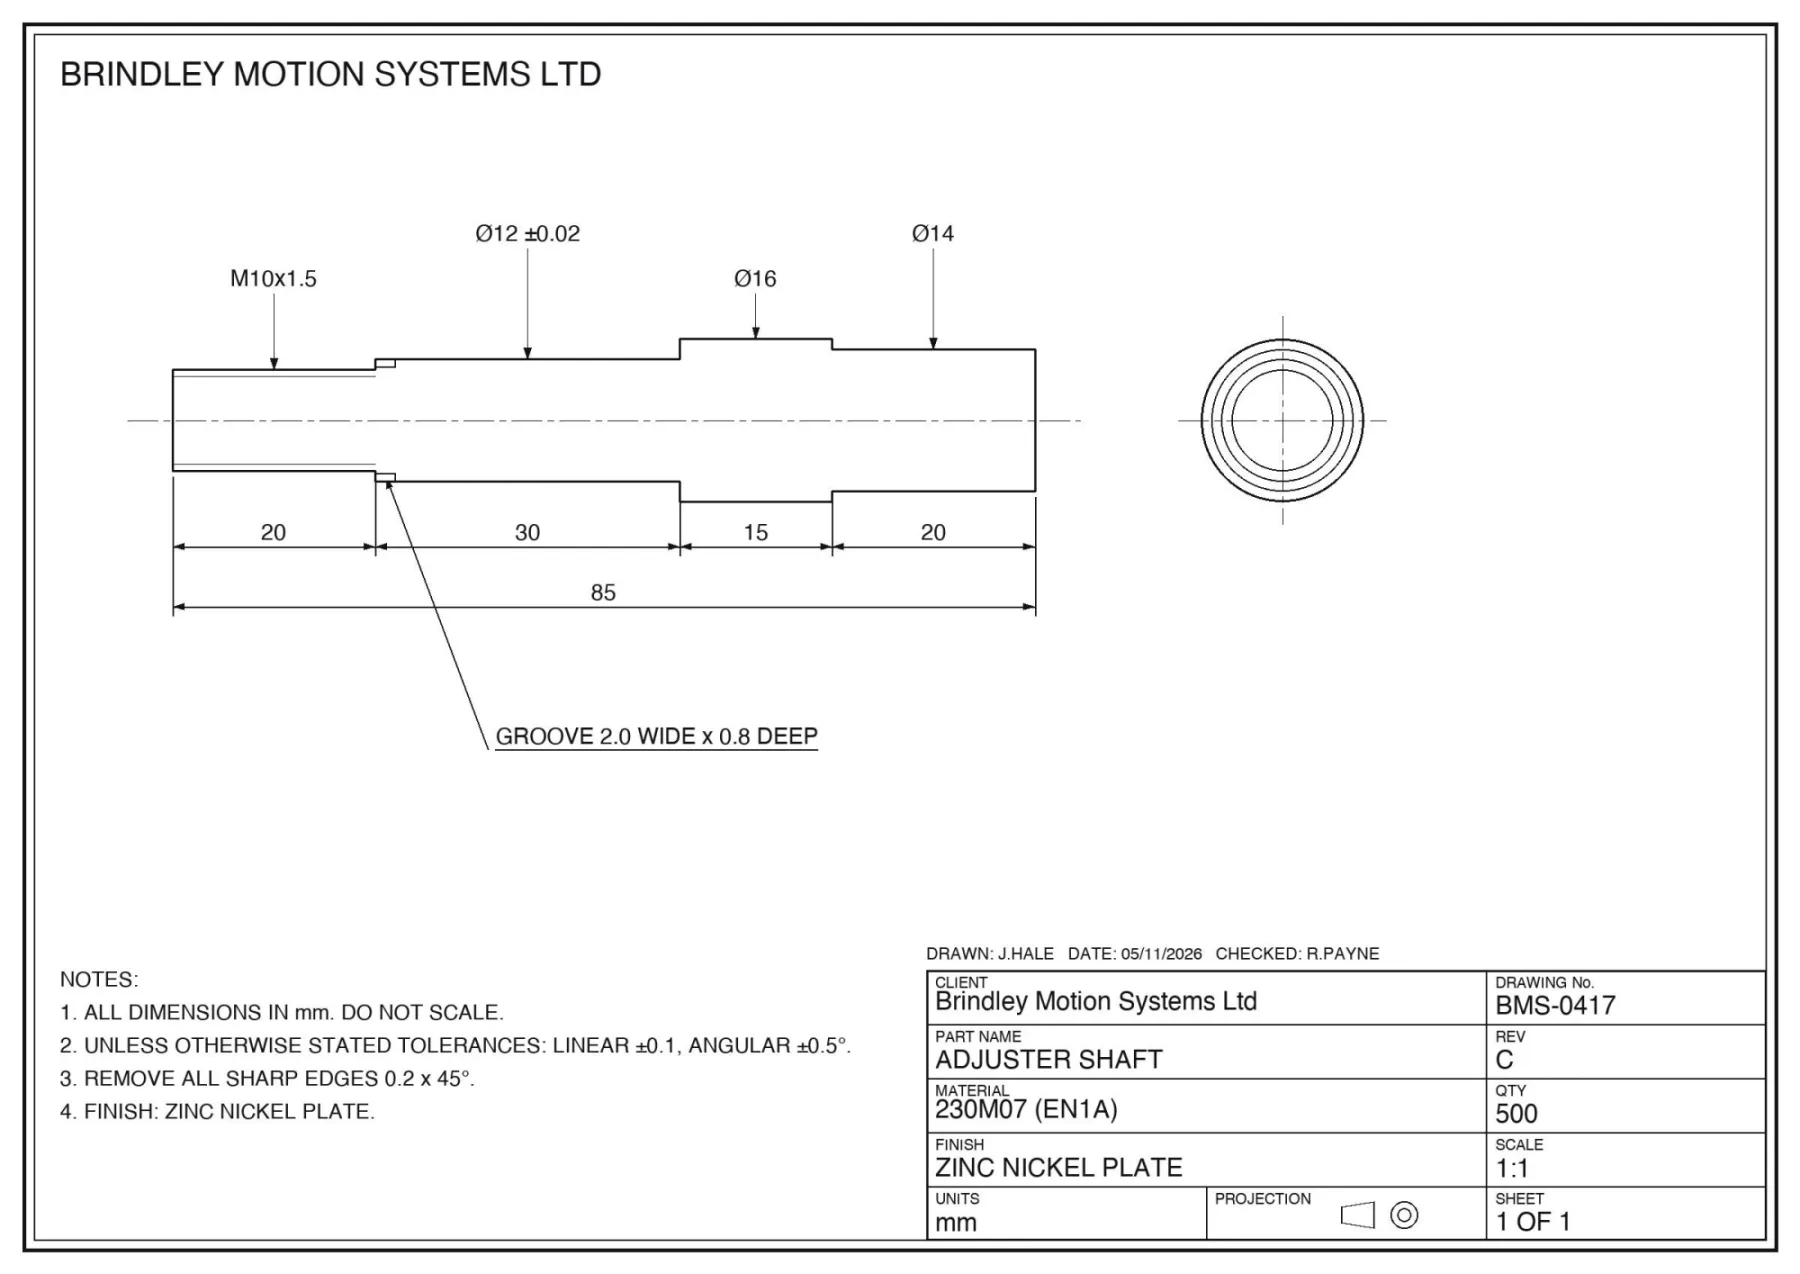 BRINDLEY MOTION SYSTEMS LTD
Ø12 ±0.02
Ø14
M10x1.5
Ø16
20
30
15
20
85
GROOVE 2.0 WIDE x 0.8 DEEP
NOTES:
1. ALL DIMENSIONS IN mm. DO NOT SCALE.
2. UNLESS OTHERWISE STATED TOLERANCES: LINEAR ±0.1, ANGULAR ±0.5°.
3. REMOVE ALL SHARP EDGES 0.2 x 45°.
4. FINISH: ZINC NICKEL PLATE.
DRAWN: J.HALE DATE: 05/11/2026 CHECKED: R.PAYNE
CLIENT
Brindley Motion Systems Ltd
DRAWING No.
BMS-0417
PART NAME
ADJUSTER SHAFT
REV
C
MATERIAL
230M07 (EN1A)
QTY
500
FINISH
ZINC NICKEL PLATE
SCALE
1:1
UNITS
mm
PROJECTION
SHEET
1 OF 1